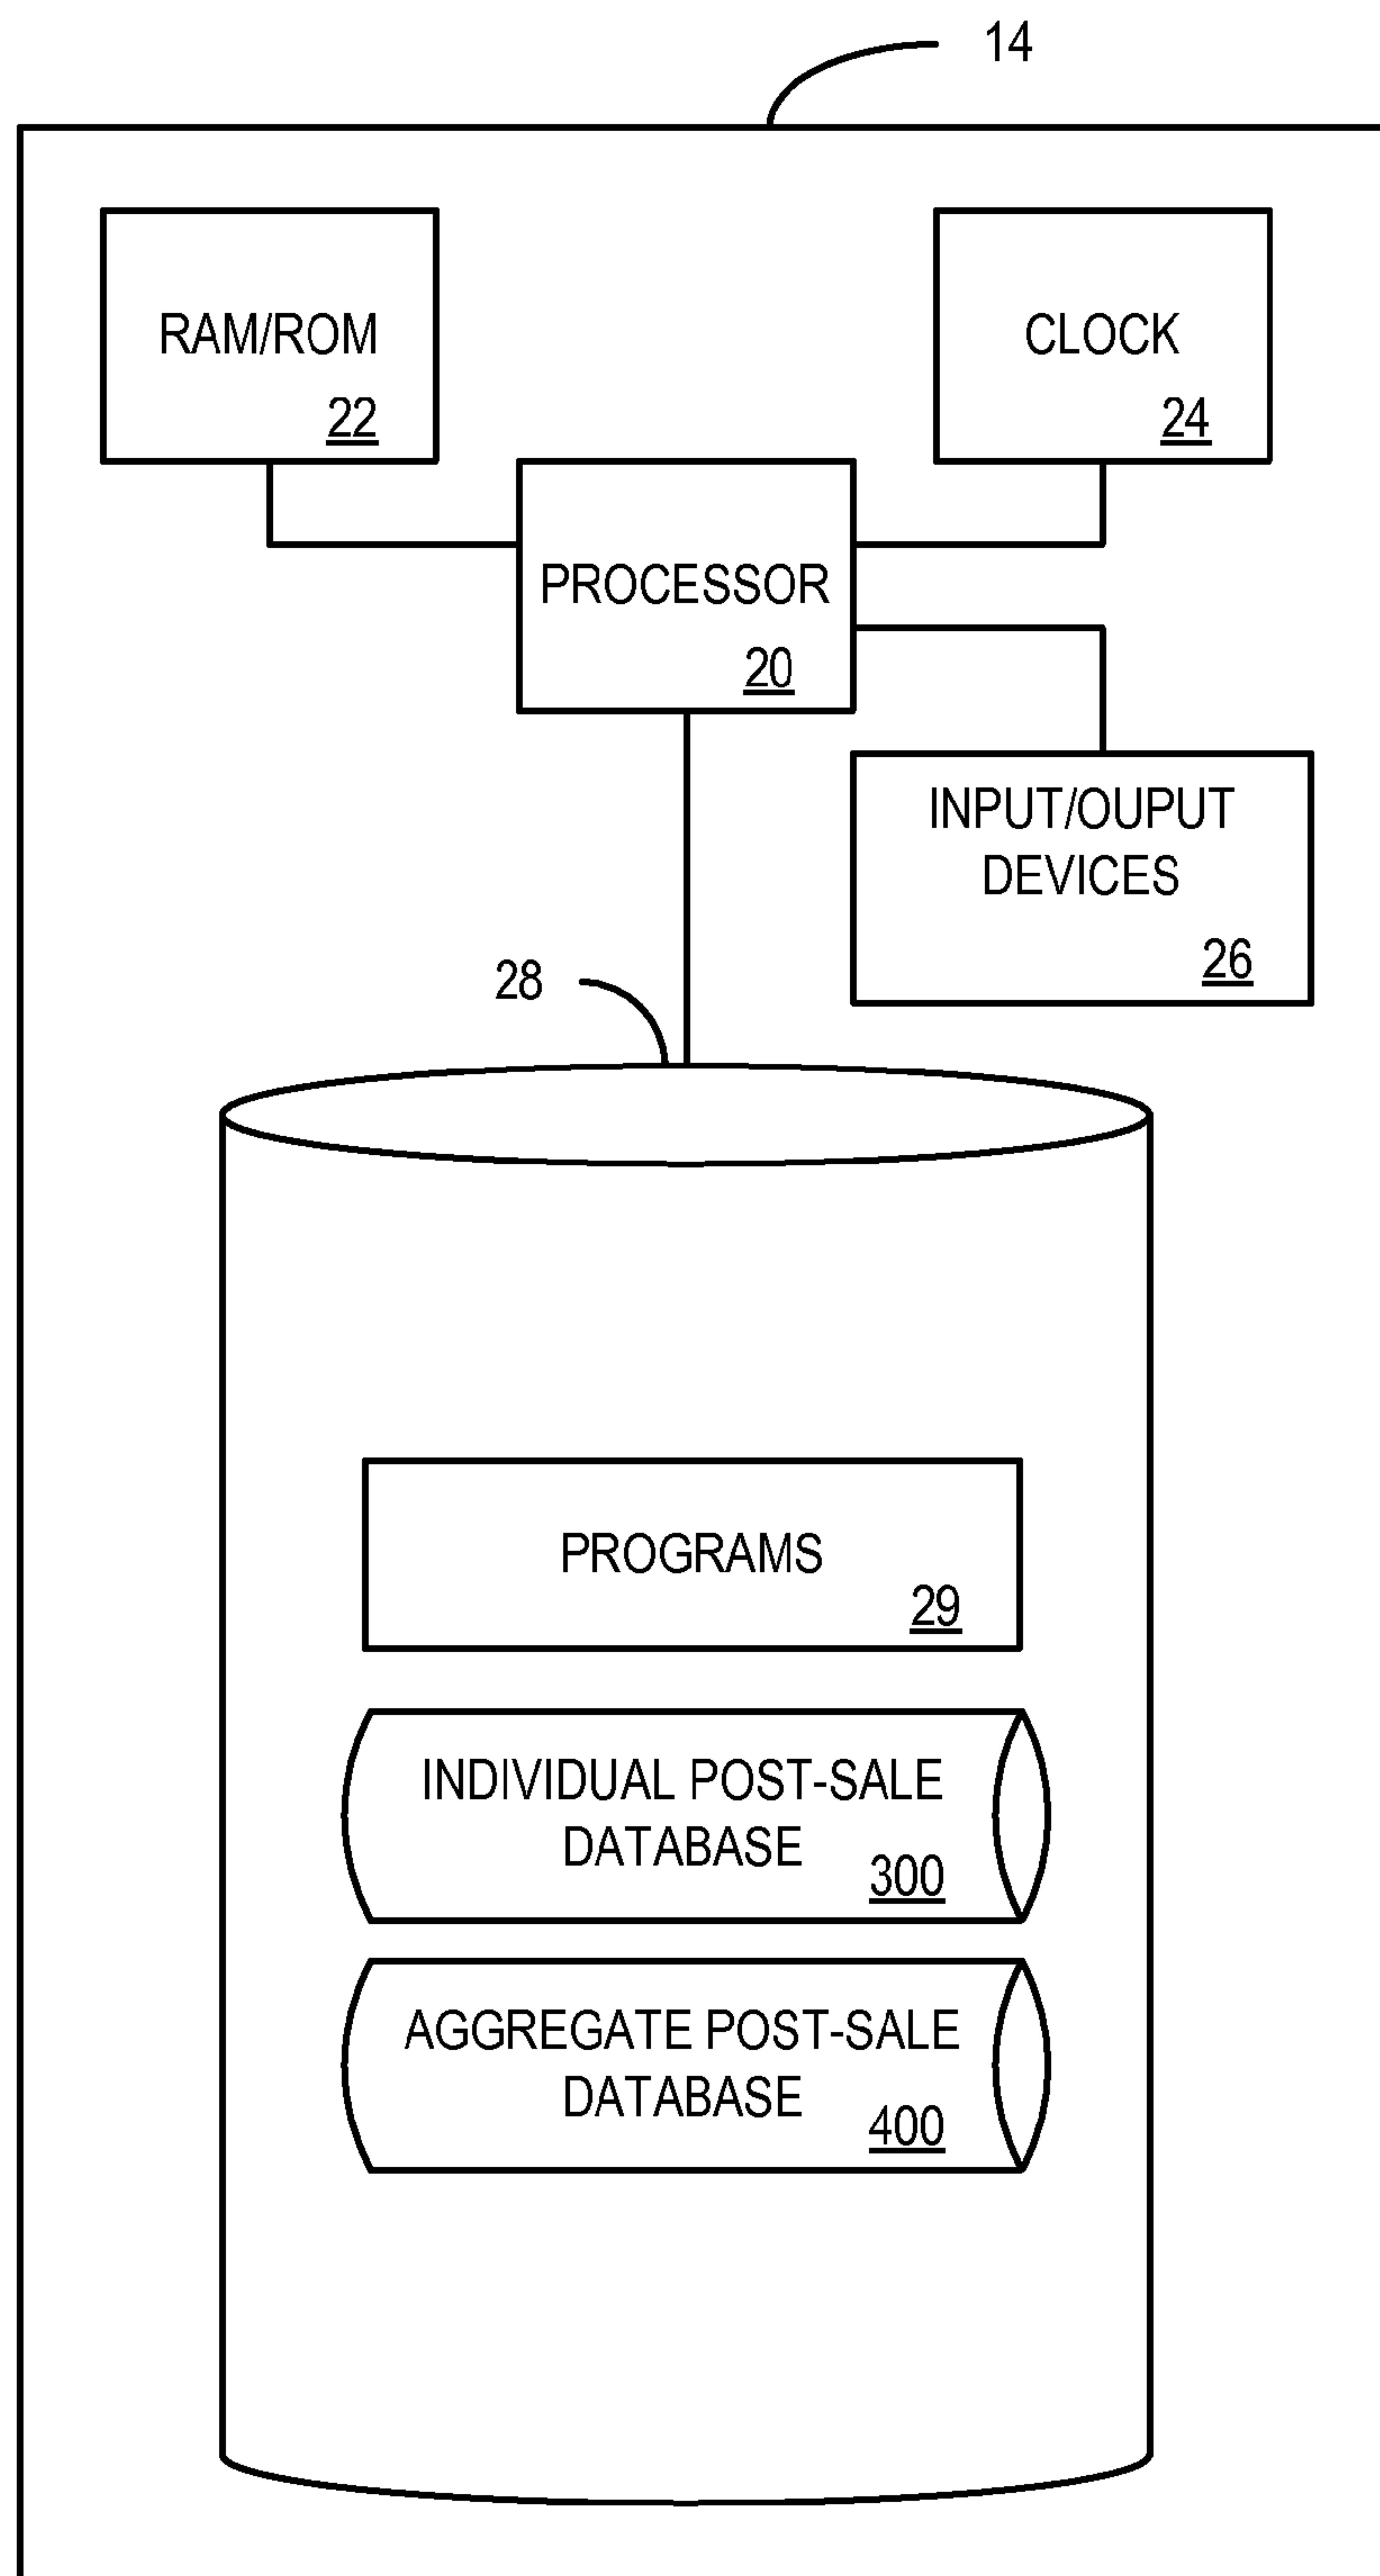 14
RAM/ROM
22
CLOCK
24
PROCESSOR
20
INPUT/OUPUT
DEVICES
26
28
PROGRAMS
29
INDIVIDUAL POST-SALE
DATABASE
300
AGGREGATE POST-SALE
DATABASE
400